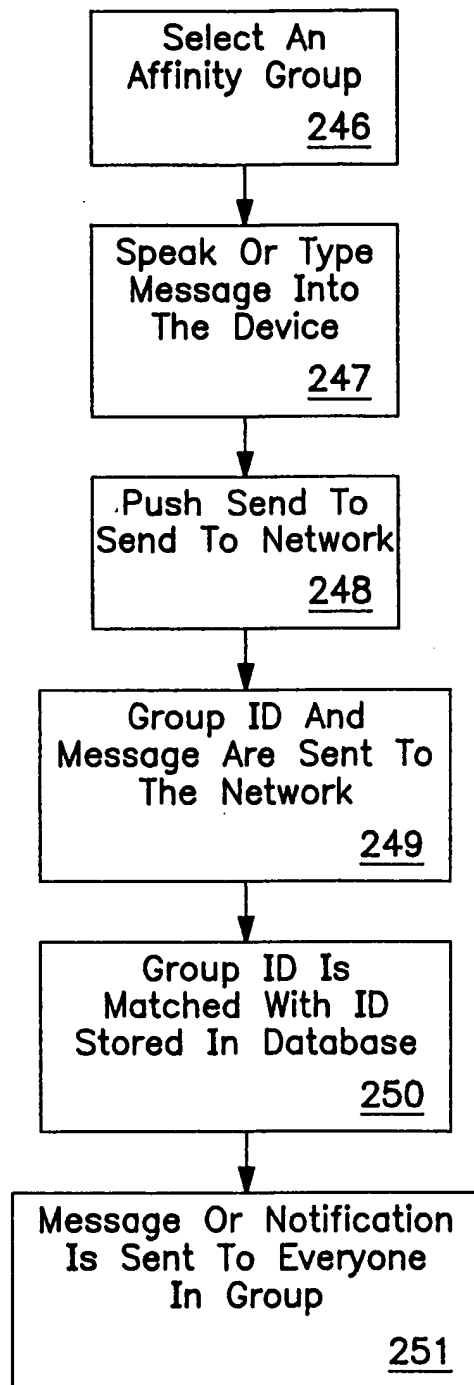 Select An
Affinity Group
246
Speak Or Type
Message Into
The Device
247
Push Send To
Send To Network
248
Group ID And
Message Are Sent To
The Network
249
Group ID Is
Matched With ID
Stored In Database
250
Message Or Notification
Is Sent To Everyone
In Group
251